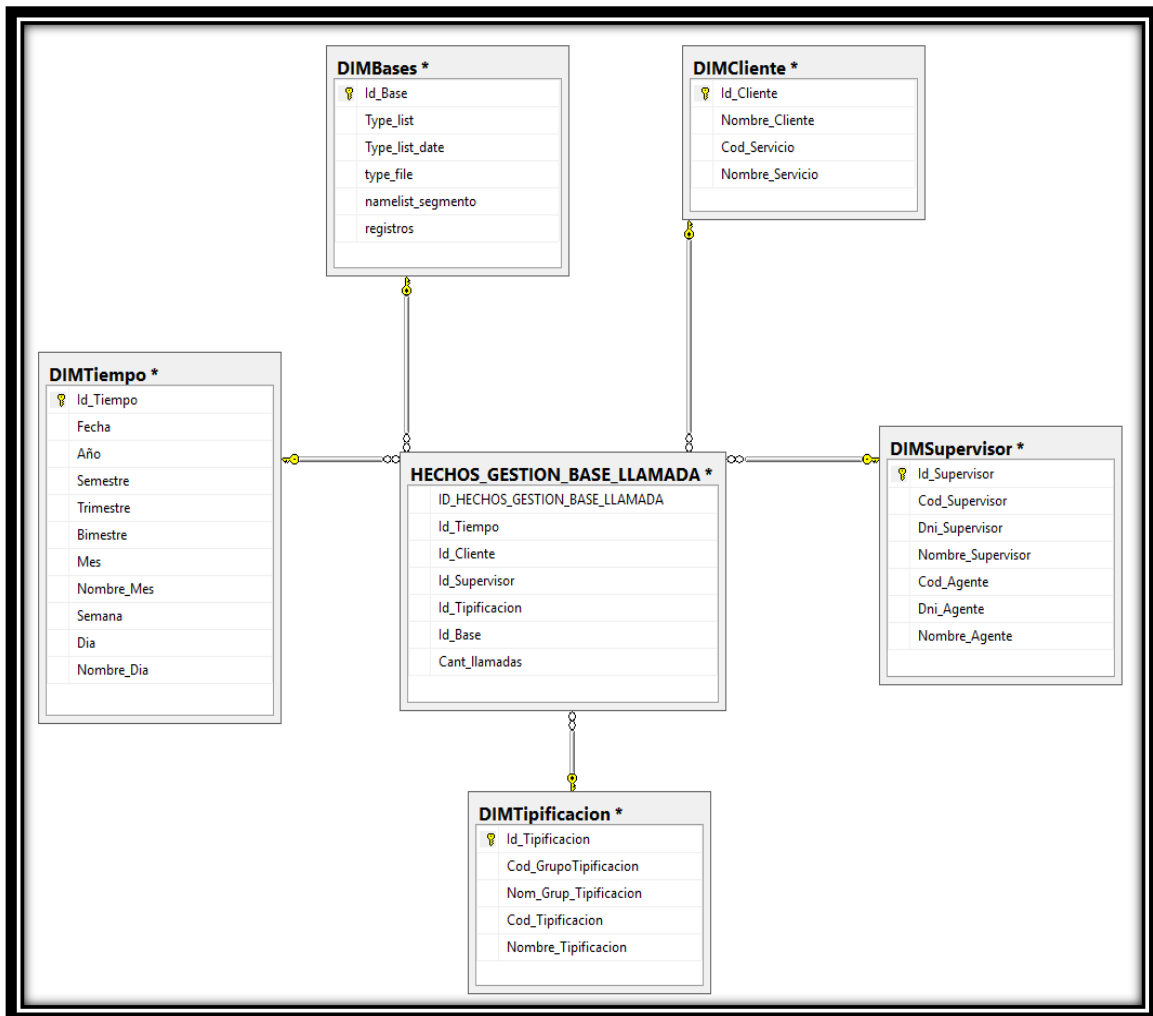 DIMBases *
Id_Base
Type_list
Type_list_date
type_file
namelist_segmento
registros
DIMCliente *
Id_Cliente
Nombre_Cliente
Cod_Servicio
Nombre_Servicio
DIMTiempo *
Id_Tiempo
Fecha
Año
Semestre
Trimestre
Bimestre
Mes
Nombre_Mes
Semana
Dia
Nombre_Dia
HECHOS_GESTION_BASE_LLAMADA *
ID_HECHOS_GESTION_BASE_LLAMADA
Id_Tiempo
Id_Cliente
Id_Supervisor
Id_Tipificacion
Id_Base
Cant_llamadas
DIMSupervisor *
Id_Supervisor
Cod_Supervisor
Dni_Supervisor
Nombre_Supervisor
Cod_Agente
Dni_Agente
Nombre_Agente
DIMTipificacion *
Id_Tipificacion
Cod_GrupoTipificacion
Nom_Grup_Tipificacion
Cod_Tipificacion
Nombre_Tipificacion